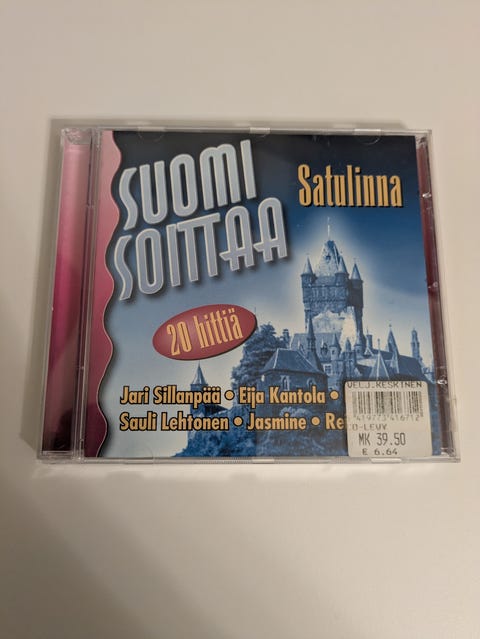 SUOMI
SOITTAA
Satulinna
20 hittiä
Jari Sillanpää • Eija Kantola •
Sauli Lehtonen • Jasmine •
VELJ.KESKINEN
MK 39.50
€ 6.64